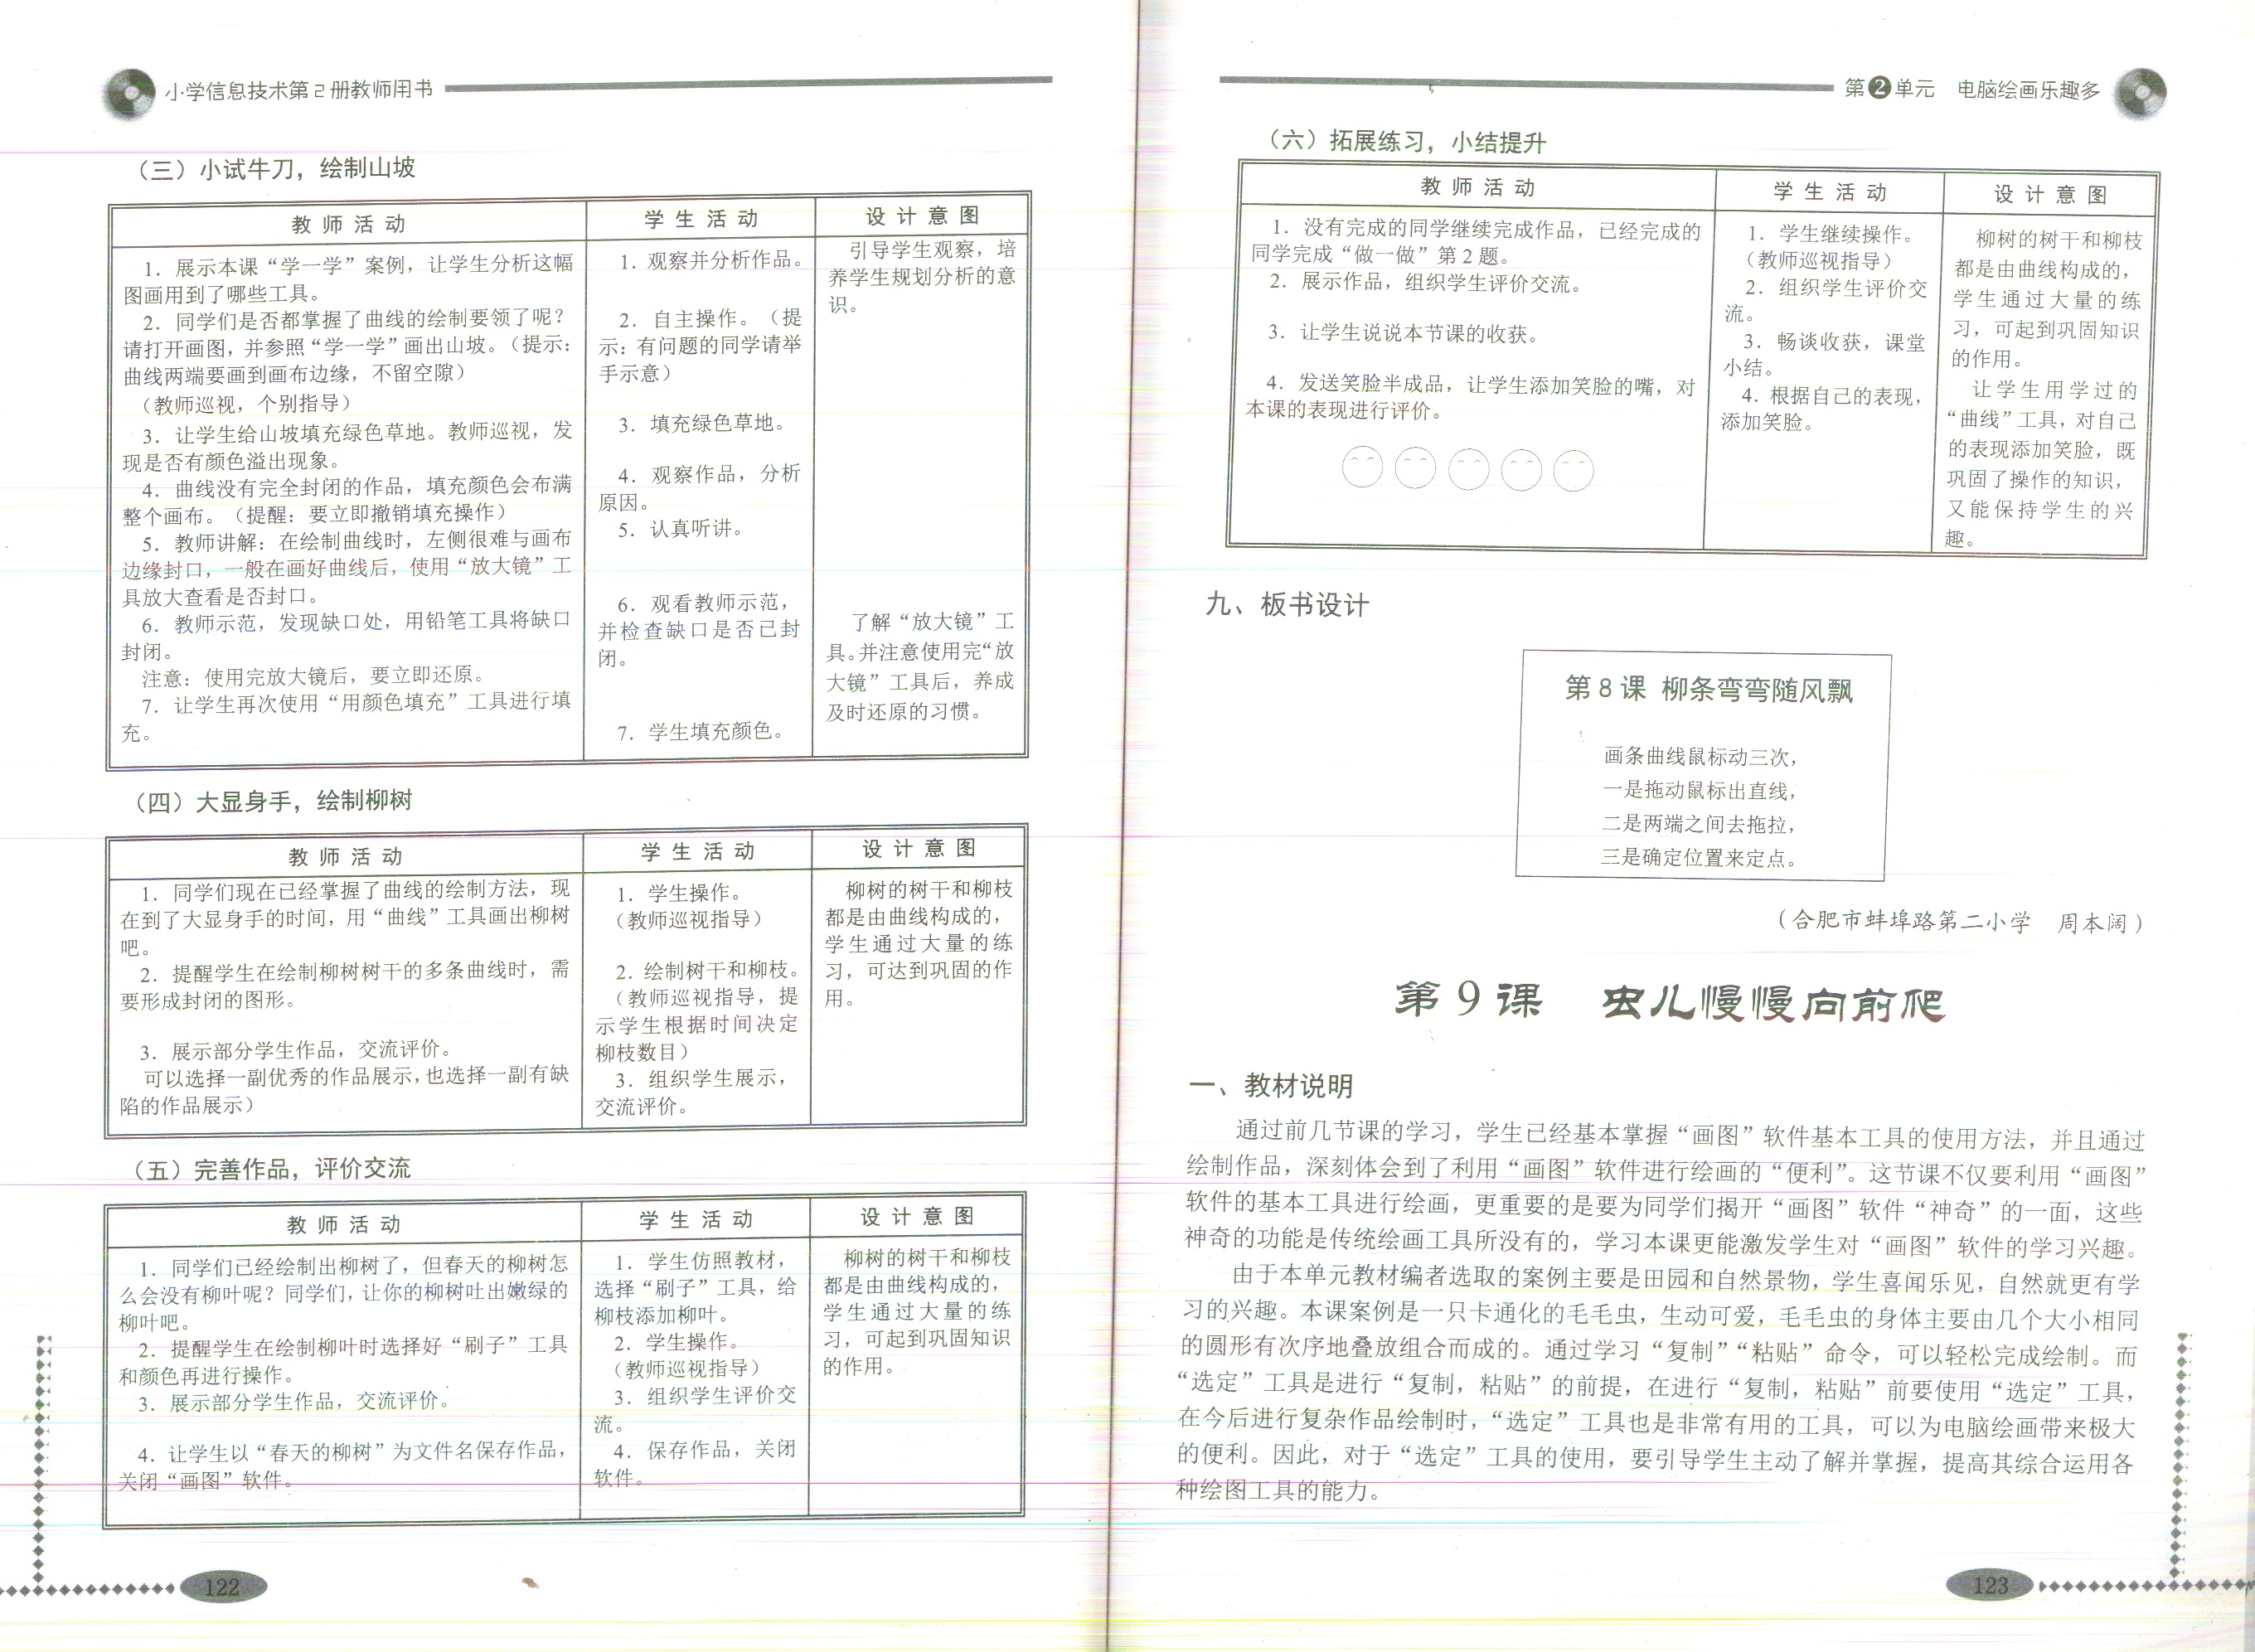 小学信息技术第2册教师用书
（三）小试牛刀，绘制山坡
教 师 活 动
学 生 活 动
设 计 意 图
1．展示本课“学一学”案例，让学生分析这幅
图画用到了哪些工具。
2．同学们是否都掌握了曲线的绘制要领了呢？
请打开画图，并参照“学一学”画出山坡。（提示：
曲线两端要画到画布边缘，不留空隙）
（教师巡视，个别指导）
3．让学生给山坡填充绿色草地。教师巡视，发
现是否有颜色溢出现象。
4．曲线没有完全封闭的作品，填充颜色会布满
整个画布。（提醒：要立即撤销填充操作）
5．教师讲解：在绘制曲线时，左侧很难与画布
边缘封口，一般在画好曲线后，使用“放大镜”工
具放大查看是否封口。
6．教师示范，发现缺口处，用铅笔工具将缺口
封闭。
注意：使用完放大镜后，要立即还原。
7．让学生再次使用“用颜色填充”工具进行填
充。
1．观察并分析作品。
2．自主操作。（提
示：有问题的同学请举
手示意）
3．填充绿色草地。
4．观察作品，分析
原因。
5．认真听讲。
6．观看教师示范，
并检查缺口是否已封
闭。
7．学生填充颜色。
引导学生观察，培
养学生规划分析的意
识。
了解“放大镜”工
具。并注意使用完“放
大镜”工具后，养成
及时还原的习惯。
（四）大显身手，绘制柳树
教 师 活 动
学 生 活 动
设 计 意 图
1．同学们现在已经掌握了曲线的绘制方法，现
在到了大显身手的时间，用“曲线”工具画出柳树
吧。
2．提醒学生在绘制柳树树干的多条曲线时，需
要形成封闭的图形。
3．展示部分学生作品，交流评价。
可以选择一副优秀的作品展示，也选择一副有缺
陷的作品展示）
1．学生操作。
（教师巡视指导）
2．绘制树干和柳枝。
（教师巡视指导，提
示学生根据时间决定
柳枝数目）
3．组织学生展示，
交流评价。
柳树的树干和柳枝
都是由曲线构成的，
学生通过大量的练
习，可达到巩固的作
用。
（五）完善作品，评价交流
教 师 活 动
学 生 活 动
设 计 意 图
1．同学们已经绘制出柳树了，但春天的柳树怎
么会没有柳叶呢？同学们，让你的柳树吐出嫩绿的
柳叶吧。
2．提醒学生在绘制柳叶时选择好“刷子”工具
和颜色再进行操作。
3．展示部分学生作品，交流评价。
4．让学生以“春天的柳树”为文件名保存作品，
关闭“画图”软件。
1．学生仿照教材，
选择“刷子”工具，给
柳枝添加柳叶。
2．学生操作。
（教师巡视指导）
3．组织学生评价交
流。
4．保存作品，关闭
软件。
柳树的树干和柳枝
都是由曲线构成的，
学生通过大量的练
习，可起到巩固知识
的作用。
122
第2单元 电脑绘画乐趣多
（六）拓展练习，小结提升
教 师 活 动
学 生 活 动
设 计 意 图
1．没有完成的同学继续完成作品，已经完成的
同学完成“做一做”第2题。
2．展示作品，组织学生评价交流。
3．让学生说说本节课的收获。
4．发送笑脸半成品，让学生添加笑脸的嘴，对
本课的表现进行评价。
1．学生继续操作。
（教师巡视指导）
2．组织学生评价交
流。
3．畅谈收获，课堂
小结。
4．根据自己的表现，
添加笑脸。
柳树的树干和柳枝
都是由曲线构成的，
学生通过大量的练
习，可起到巩固知识
的作用。
让学生用学过的
“曲线”工具，对自己
的表现添加笑脸，既
巩固了操作的知识，
又能保持学生的兴
趣。
九、板书设计
第8课 柳条弯弯随风飘
画条曲线鼠标动三次，
一是拖动鼠标出直线，
二是两端之间去拖拉，
三是确定位置来定点。
（合肥市蚌埠路第二小学 周本阔）
第9课 虫儿慢慢向前爬
一、教材说明
通过前几节课的学习，学生已经基本掌握“画图”软件基本工具的使用方法，并且通过
绘制作品，深刻体会到了利用“画图”软件进行绘画的“便利”。这节课不仅要利用“画图”
软件的基本工具进行绘画，更重要的是要为同学们揭开“画图”软件“神奇”的一面，这些
神奇的功能是传统绘画工具所没有的，学习本课更能激发学生对“画图”软件的学习兴趣。
由于本单元教材编者选取的案例主要是田园和自然景物，学生喜闻乐见，自然就更有学
习的兴趣。本课案例是一只卡通化的毛毛虫，生动可爱，毛毛虫的身体主要由几个大小相同
的圆形有次序地叠放组合而成的。通过学习“复制”“粘贴”命令，可以轻松完成绘制。而
“选定”工具是进行“复制，粘贴”的前提，在进行“复制，粘贴”前要使用“选定”工具，
在今后进行复杂作品绘制时，“选定”工具也是非常有用的工具，可以为电脑绘画带来极大
的便利。因此，对于“选定”工具的使用，要引导学生主动了解并掌握，提高其综合运用各
种绘图工具的能力。
123